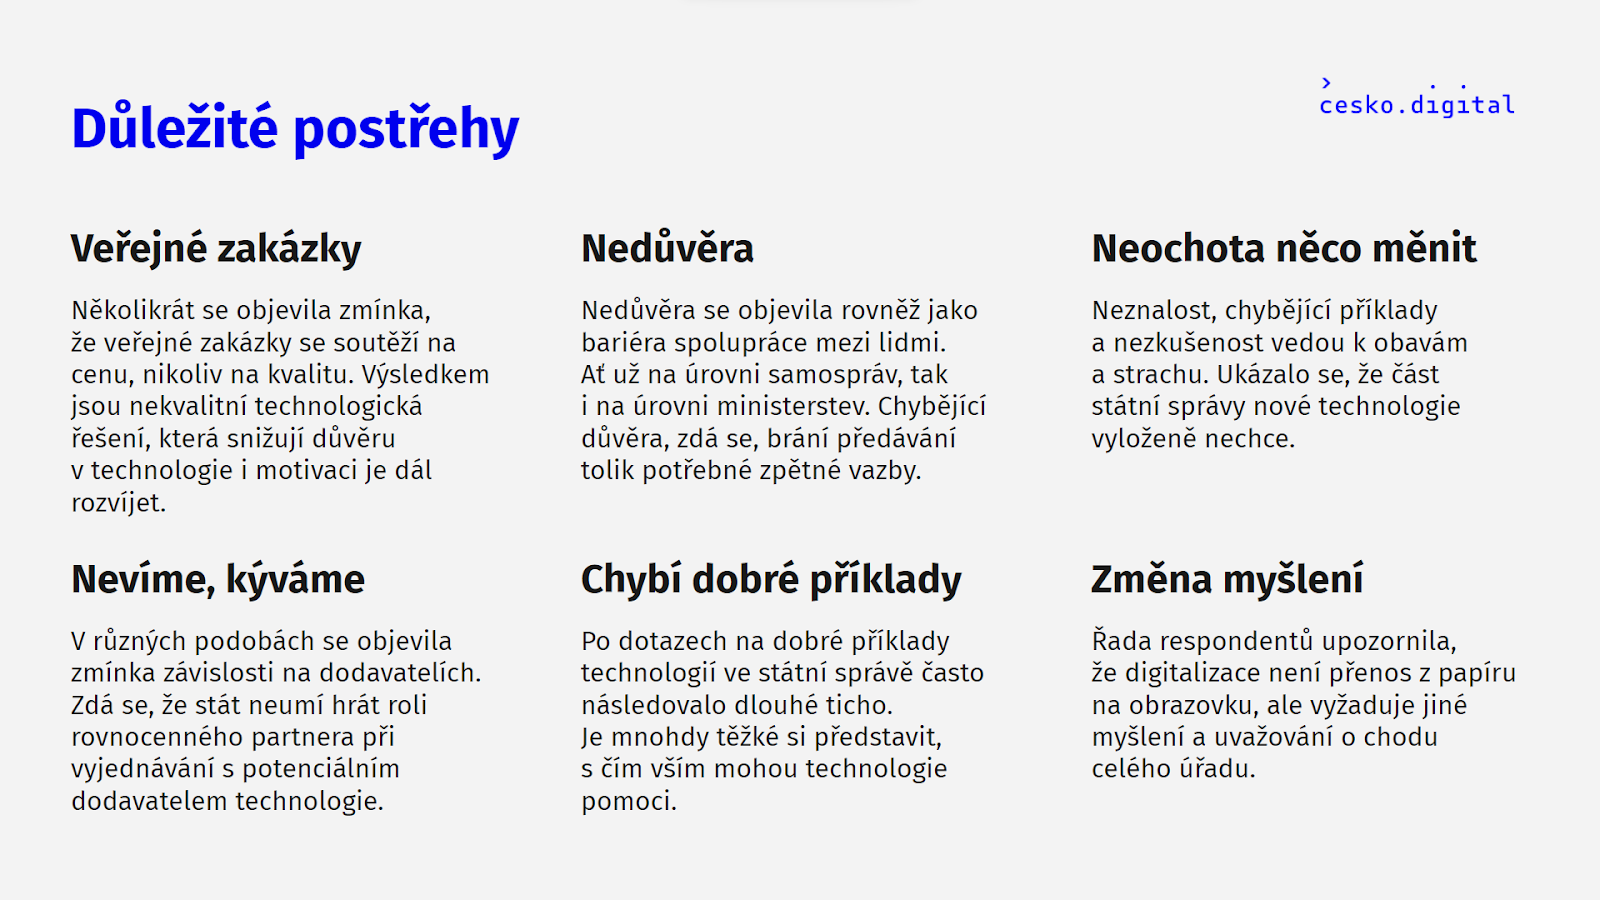 Důležité postřehy
cesko.digital
Veřejné zakázky
Několikrát se objevila zmínka,
že veřejné zakázky se soutěží na
cenu, nikoliv na kvalitu. Výsledkem
jsou nekvalitní technologická
řešení, která snižují důvěru
v technologie i motivaci je dál
rozvíjet.
Nedůvěra
Nedůvěra se objevila rovněž jako
bariéra spolupráce mezi lidmi.
Ať už na úrovni samospráv, tak
i na úrovni ministerstev. Chybějící
důvěra, zdá se, brání předávání
tolik potřebné zpětné vazby.
Neochota něco měnit
Neznalost, chybějící příklady
a nezkušenost vedou k obavám
a strachu. Ukázalo se, že část
státní správy nové technologie
vyloženě nechce.
Nevíme, kýváme
V různých podobách se objevila
zmínka závislosti na dodavatelích.
Zdá se, že stát neumí hrát roli
rovnocenného partnera při
vyjednávání s potenciálním
dodavatelem technologie.
Chybí dobré příklady
Po dotazech na dobré příklady
technologií ve státní správě často
následovalo dlouhé ticho.
Je mnohdy těžké si představit,
s čím vším mohou technologie
pomoci.
Změna myšlení
Řada respondentů upozornila,
že digitalizace není přenos z papíru
na obrazovku, ale vyžaduje jiné
myšlení a uvažování o chodu
celého úřadu.